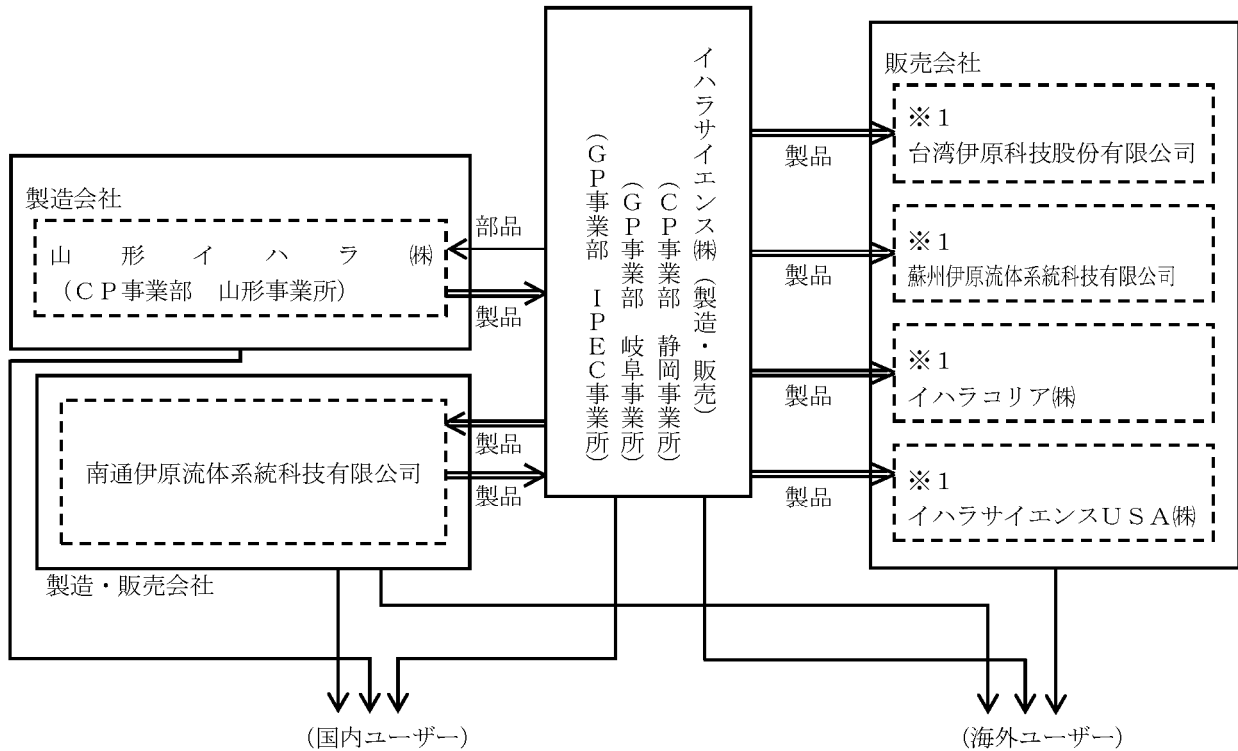 製造会社
山形イハラ㈱
（ＣＰ事業部　山形事業所）
部品
製品
南通伊原流体系統科技有限公司
製品
製品
製造・販売会社
イハラサイエンス㈱（製造・販売）
（ＣＰ事業部　静岡事業所）
（ＧＰ事業部　岐阜事業所）
（ＧＰ事業部　ＩＰＥＣ事業所）
製品
製品
製品
製品
販売会社
※１
台湾伊原科技股份有限公司
※１
蘇州伊原流体系統科技有限公司
※１
イハラコリア㈱
※１
イハラサイエンスＵＳＡ㈱
（国内ユーザー）
（海外ユーザー）